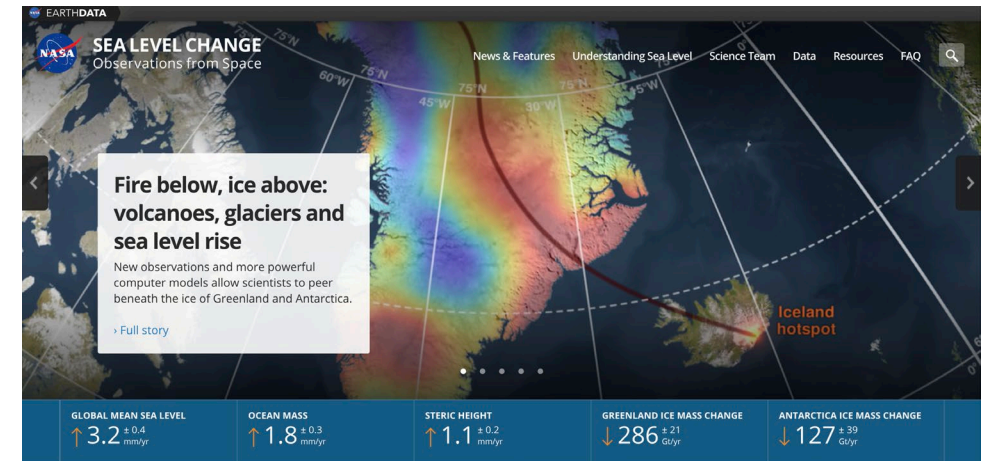 EARTHDATA
NASA
SEA LEVEL CHANGE
Observations from Space
News & Features Understanding Sea Level Science Team Data Resources FAQ
75°N
60°W
75°N
75°N
75°N
45°W
30°W
Fire below, ice above:
volcanoes, glaciers and
sea level rise
New observations and more powerful
computer models allow scientists to peer
beneath the ice of Greenland and Antarctica.
› Full story
Iceland
hotspot
GLOBAL MEAN SEA LEVEL
↑ 3.2 ± 0.4 mm/yr
OCEAN MASS
↑ 1.8 ± 0.3 mm/yr
STERIC HEIGHT
↑ 1.1 ± 0.2 mm/yr
GREENLAND ICE MASS CHANGE
↓ 286 ± 21 Gt/yr
ANTARCTICA ICE MASS CHANGE
↓ 127 ± 39 Gt/yr